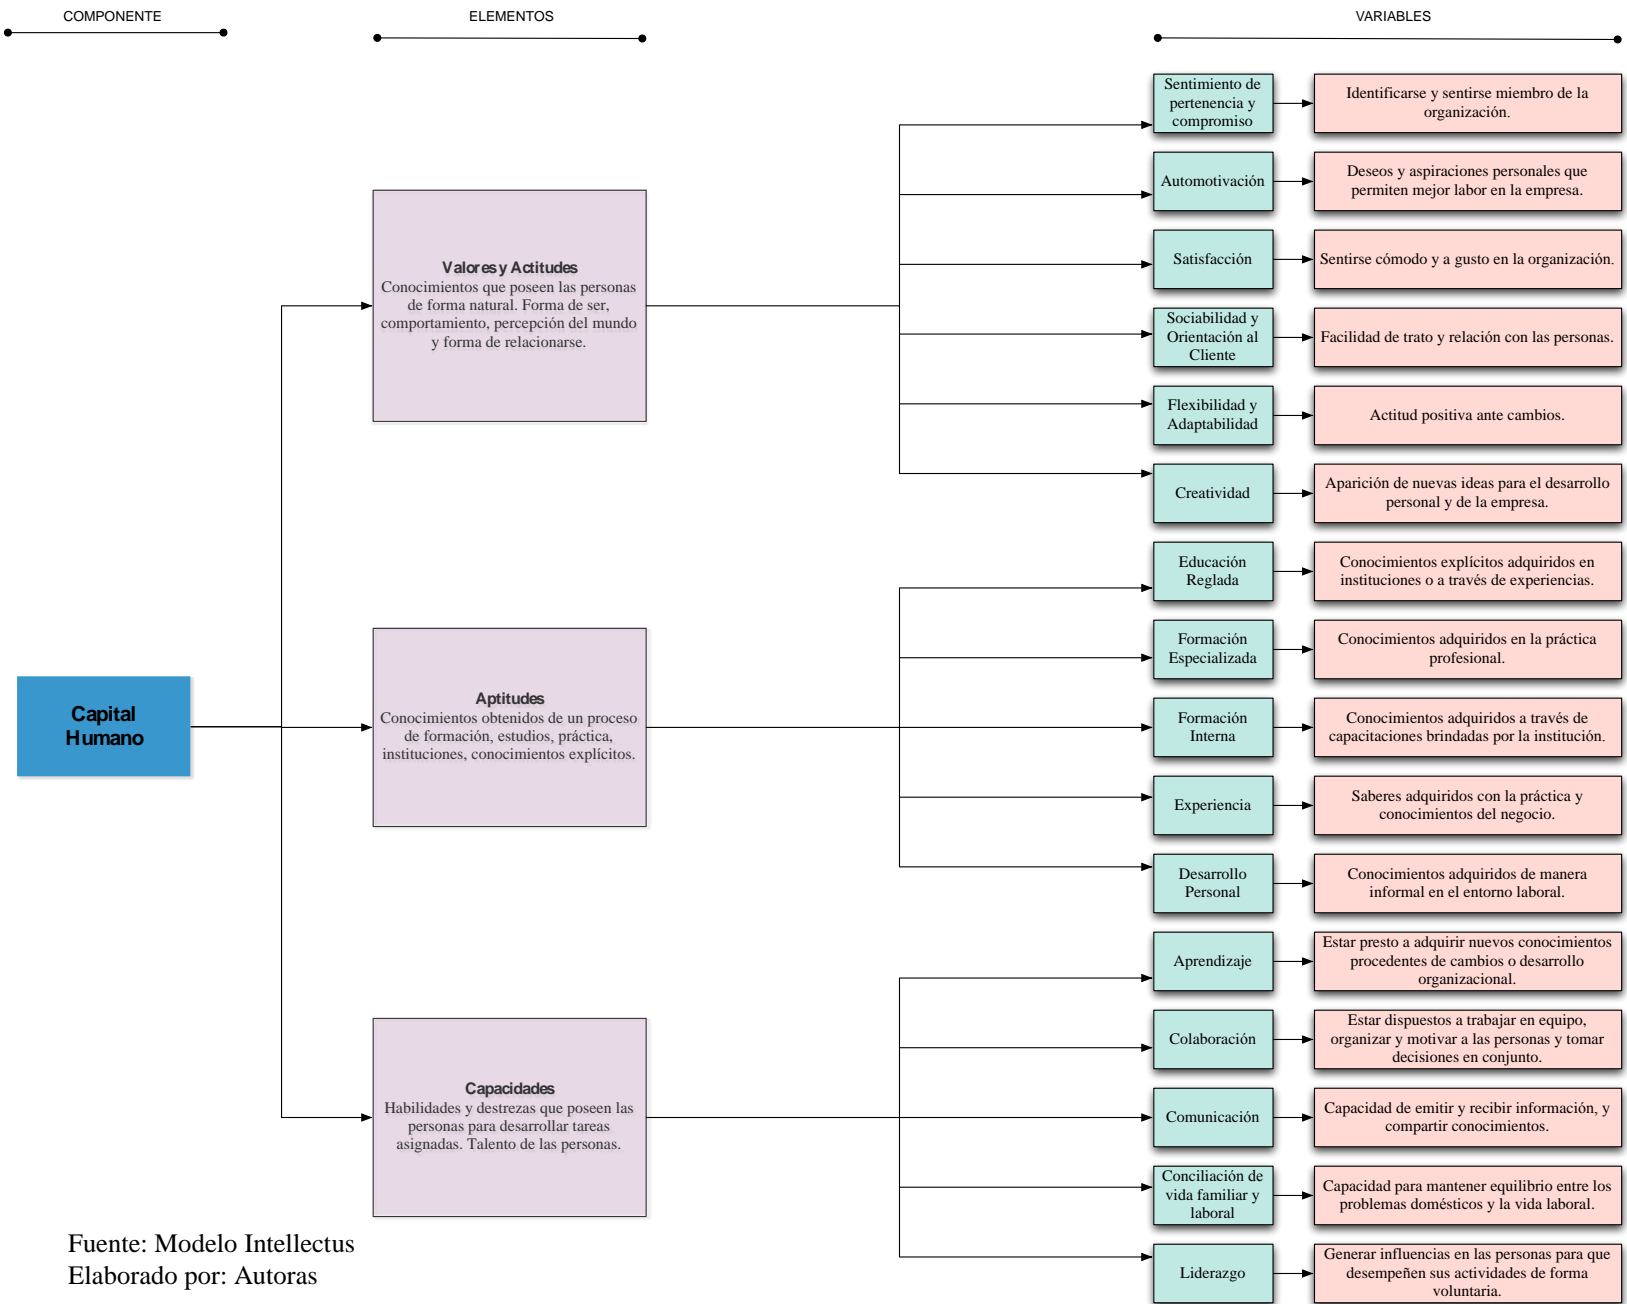 COMPONENTE
ELEMENTOS
VARIABLES
Capital
Humano
Valores y Actitudes
Conocimientos que poseen las personas
de forma natural. Forma de ser,
comportamiento, percepción del mundo
y forma de relacionarse.
Sentimiento de
pertenencia y
compromiso
Identificarse y sentirse miembro de la
organización.
Automotivación
Deseos y aspiraciones personales que
permiten mejor labor en la empresa.
Satisfacción
Sentirse cómodo y a gusto en la organización.
Sociabilidad y
Orientación al
Cliente
Facilidad de trato y relación con las personas.
Flexibilidad y
Adaptabilidad
Actitud positiva ante cambios.
Creatividad
Aparición de nuevas ideas para el desarrollo
personal y de la empresa.
Aptitudes
Conocimientos obtenidos de un proceso
de formación, estudios, práctica,
instituciones, conocimientos explícitos.
Educación
Reglada
Conocimientos explícitos adquiridos en
instituciones o a través de experiencias.
Formación
Especializada
Conocimientos adquiridos en la práctica
profesional.
Formación
Interna
Conocimientos adquiridos a través de
capacitaciones brindadas por la institución.
Experiencia
Saberes adquiridos con la práctica y
conocimientos del negocio.
Desarrollo
Personal
Conocimientos adquiridos de manera
informal en el entorno laboral.
Capacidades
Habilidades y destrezas que poseen las
personas para desarrollar tareas
asignadas. Talento de las personas.
Aprendizaje
Estar presto a adquirir nuevos conocimientos
procedentes de cambios o desarrollo
organizacional.
Colaboración
Estar dispuestos a trabajar en equipo,
organizar y motivar a las personas y tomar
decisiones en conjunto.
Comunicación
Capacidad de emitir y recibir información, y
compartir conocimientos.
Conciliación de
vida familiar y
laboral
Capacidad para mantener equilibrio entre los
problemas domésticos y la vida laboral.
Liderazgo
Generar influencias en las personas para que
desempeñen sus actividades de forma
voluntaria.
Fuente: Modelo Intellectus
Elaborado por: Autoras